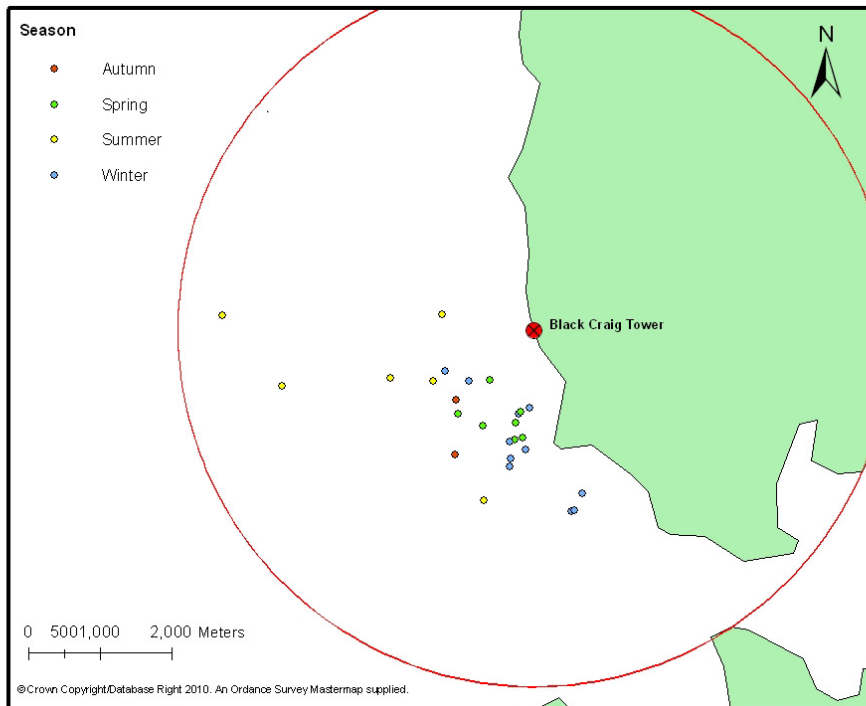 Season
Autumn
Spring
Summer
Winter
N
Black Craig Tower
0 5001,000 2,000 Meters
©Crown Copyright/Database Right 2010. An Ordance Survey Mastermap supplied.